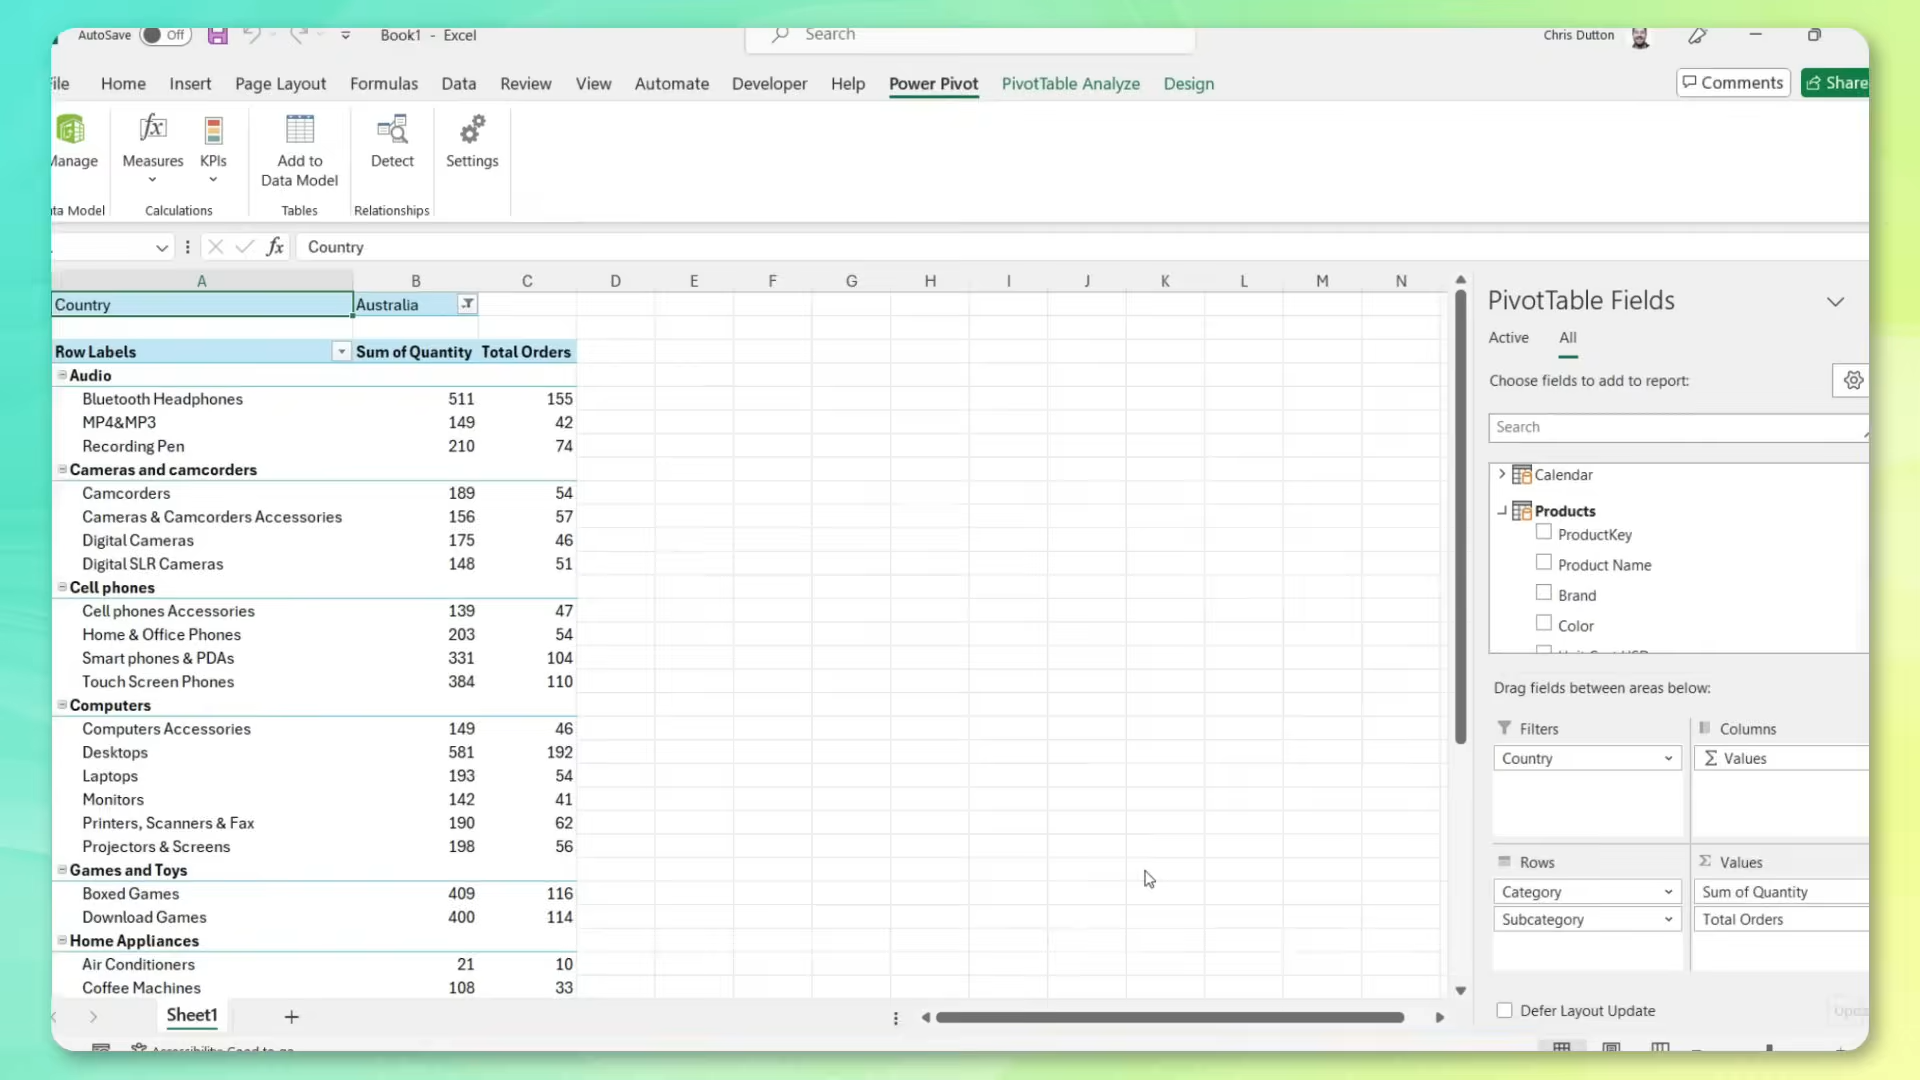 AutoSave Off Book1 - Excel Search Chris Dutton
File Home Insert Page Layout Formulas Data Review View Automate Developer Help Power Pivot PivotTable Analyze Design Comments Share
Manage Measures KPIs Add to Data Model Detect Settings
ta Model Calculations Tables Relationships
fx Country
A B C D E F G H I J K L M N
Country Australia
Row Labels Sum of Quantity Total Orders
Audio
Bluetooth Headphones 511 155
MP4&MP3 149 42
Recording Pen 210 74
Cameras and camcorders
Camcorders 189 54
Cameras & Camcorders Accessories 156 57
Digital Cameras 175 46
Digital SLR Cameras 148 51
Cell phones
Cell phones Accessories 139 47
Home & Office Phones 203 54
Smart phones & PDAs 331 104
Touch Screen Phones 384 110
Computers
Computers Accessories 149 46
Desktops 581 192
Laptops 193 54
Monitors 142 41
Printers, Scanners & Fax 190 62
Projectors & Screens 198 56
Games and Toys
Boxed Games 409 116
Download Games 400 114
Home Appliances
Air Conditioners 21 10
Coffee Machines 108 33
Sheet1
PivotTable Fields
Active All
Choose fields to add to report:
Search
Calendar
Products
ProductKey
Product Name
Brand
Color
Drag fields between areas below:
Filters Columns
Country Σ Values
Rows Σ Values
Category Sum of Quantity
Subcategory Total Orders
Defer Layout Update